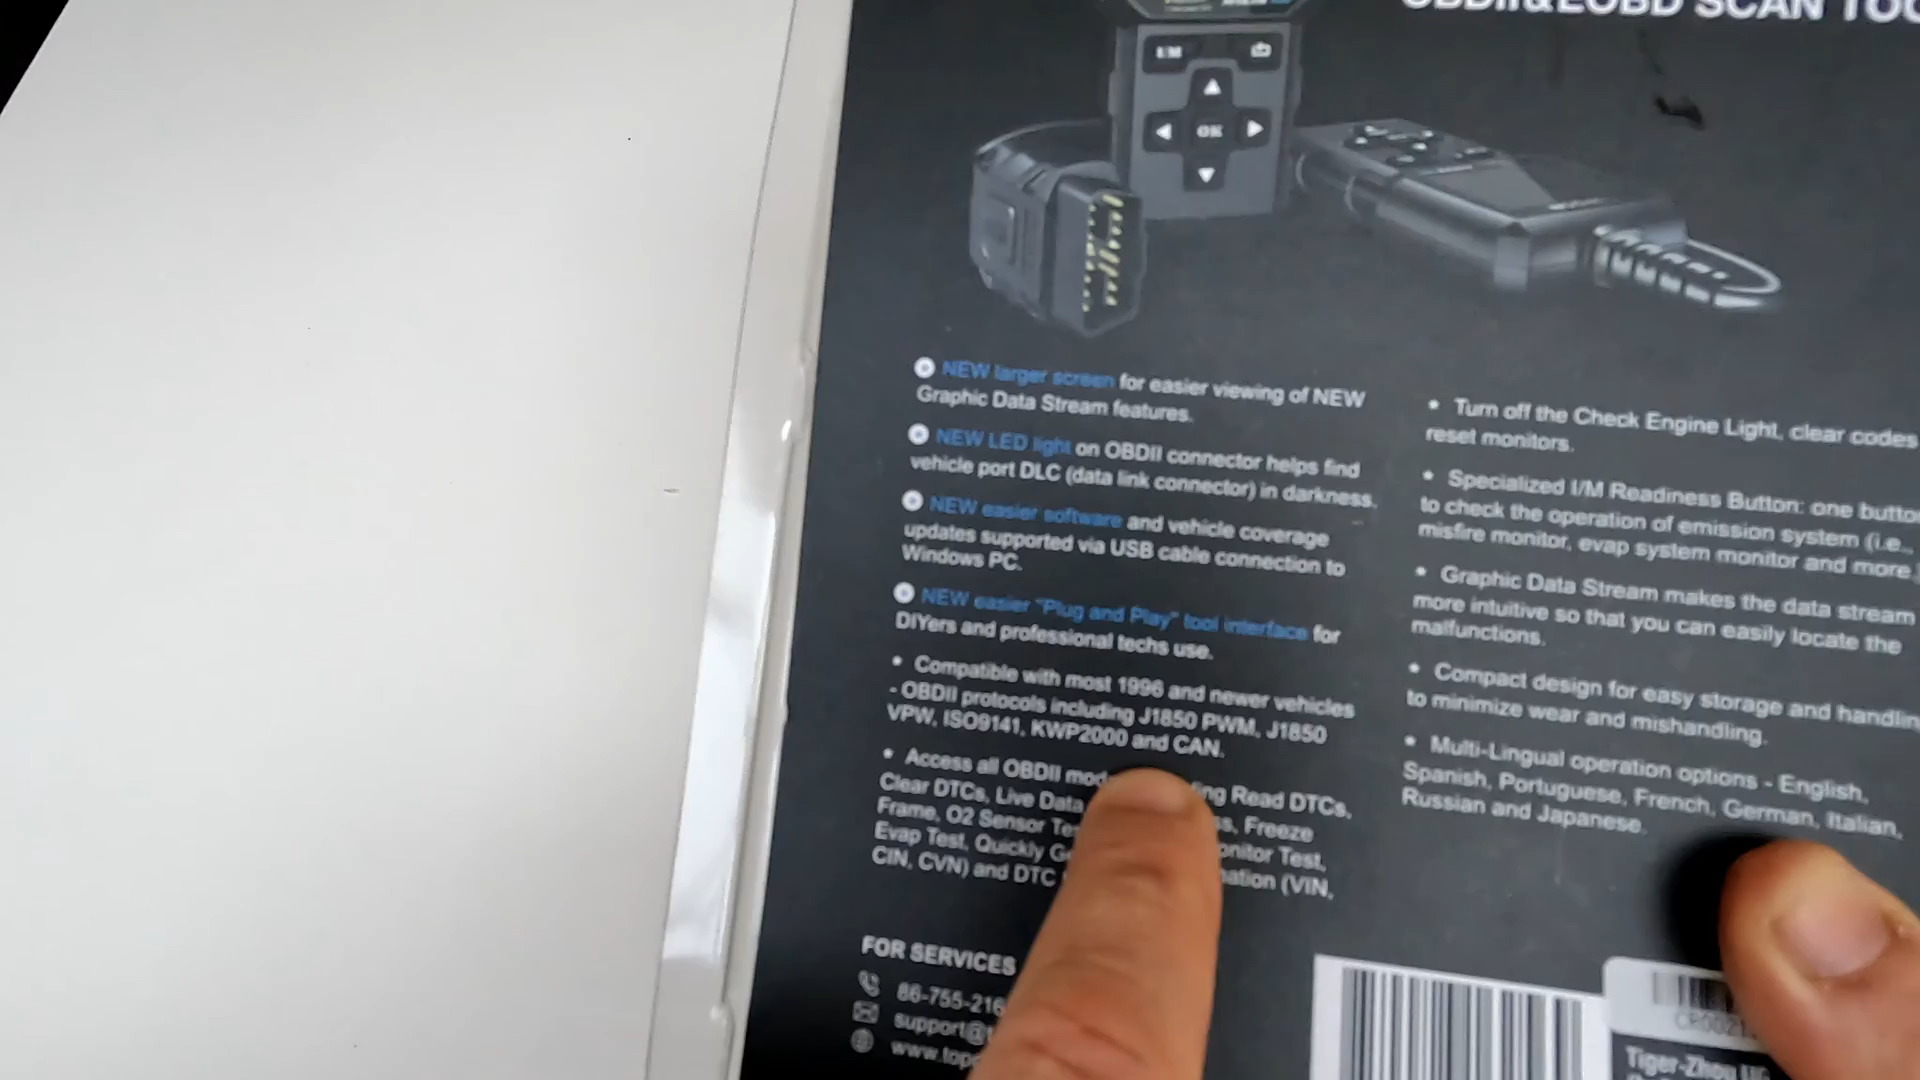 OBDII&EOBD SCAN
I/M
OK
NEW larger screen for easier viewing of NEW
Graphic Data Stream features.
NEW LED light on OBDII connector helps find
vehicle port DLC (data link connector) in darkness.
NEW easier software and vehicle coverage
updates supported via USB cable connection to
Windows PC.
NEW easier "Plug and Play" tool interface for
DIYers and professional techs use.
• Compatible with most 1996 and newer vehicles
- OBDII protocols including J1850 PWM, J1850
VPW, ISO9141, KWP2000 and CAN.
• Access all OBDII Read DTCs,
Clear DTCs, Live Data Freeze
Frame, O2 Sensor
Evap Test, Quickly Test,
CIN, CVN) and DTC (VIN,
• Turn off the Check Engine Light, clear codes
reset monitors.
• Specialized I/M Readiness Button: one
to check the operation of emission system (i.e.,
misfire monitor, evap system monitor and more
• Graphic Data Stream makes the data stream
more intuitive so that you can easily locate the
malfunctions.
• Compact design for easy storage and
to minimize wear and mishandling.
• Multi-Lingual operation options - English,
Spanish, Portuguese, French, German, Italian,
Russian and Japanese.
FOR SERVICES
86-755-216
support@
www.
Tiger-Zhou